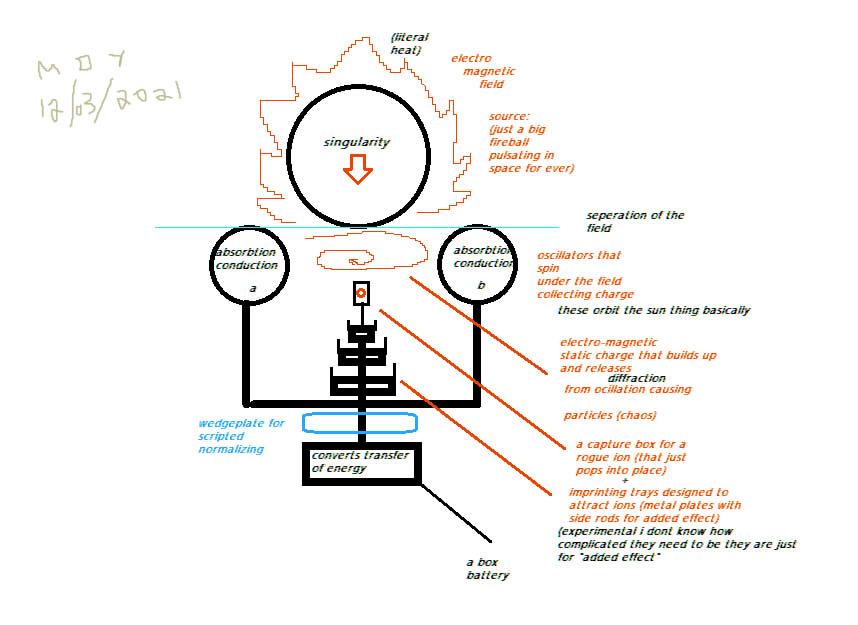 M D Y
12/03/2021
(literal
heat)
electro
magnetic
field
source:
(just a big
fireball
pulsating in
space for ever)
singularity
seperation of the
field
absorbtion
conduction
a
absorbtion
conduction
b
oscillators that
spin
under the field
collecting charge
these orbit the sun thing basically
electro-magnetic
static charge that builds up
and releases
diffraction
from ocillation causing
particles (chaos)
a capture box for a
rogue ion (that just
pops into place)
+
imprinting trays designed to
attract ions (metal plates with
side rods for added effect)
(experimental i dont know how
complicated they need to be they are just
for "added effect"
wedgeplate for
scripted
normalizing
converts transfer
of energy
a box
battery